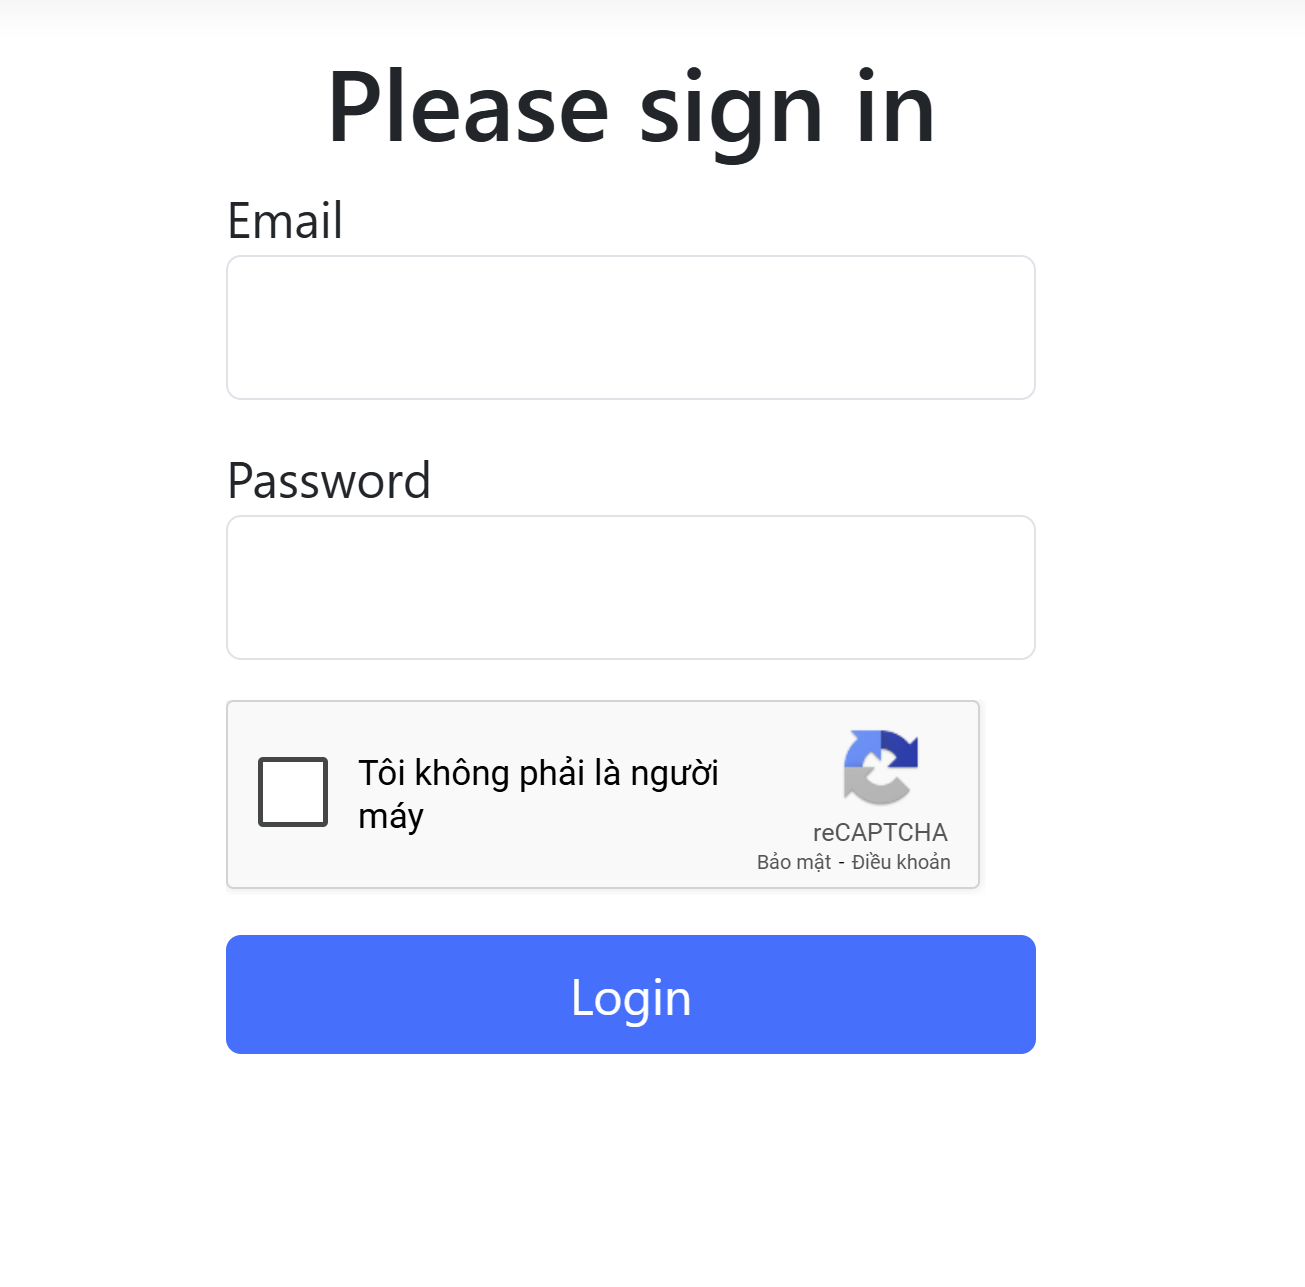 Please sign in
Email
Password
Tôi không phải là người
máy
reCAPTCHA
Bảo mật - Điều khoản
Login